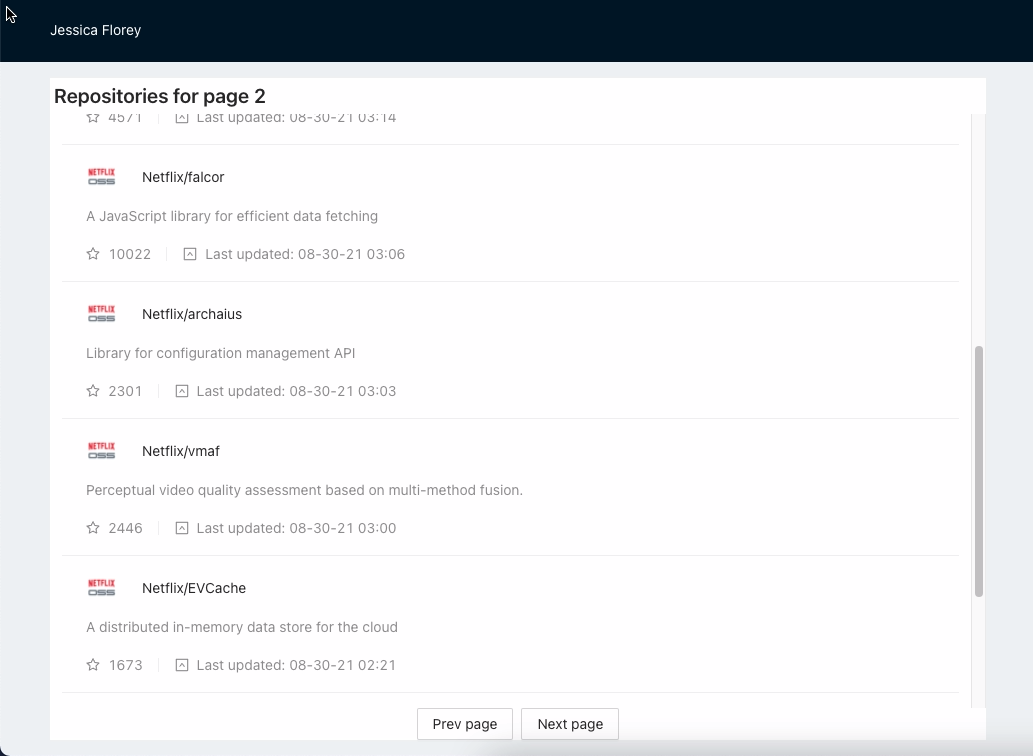 Jessica Florey
Repositories for page 2
4571 Last updated: 08-30-21 03:14
NETFLIX
OSS
Netflix/falcor
A JavaScript library for efficient data fetching
10022 Last updated: 08-30-21 03:06
NETFLIX
OSS
Netflix/archaius
Library for configuration management API
2301 Last updated: 08-30-21 03:03
NETFLIX
OSS
Netflix/vmaf
Perceptual video quality assessment based on multi-method fusion.
2446 Last updated: 08-30-21 03:00
NETFLIX
OSS
Netflix/EVCache
A distributed in-memory data store for the cloud
1673 Last updated: 08-30-21 02:21
Prev page Next page